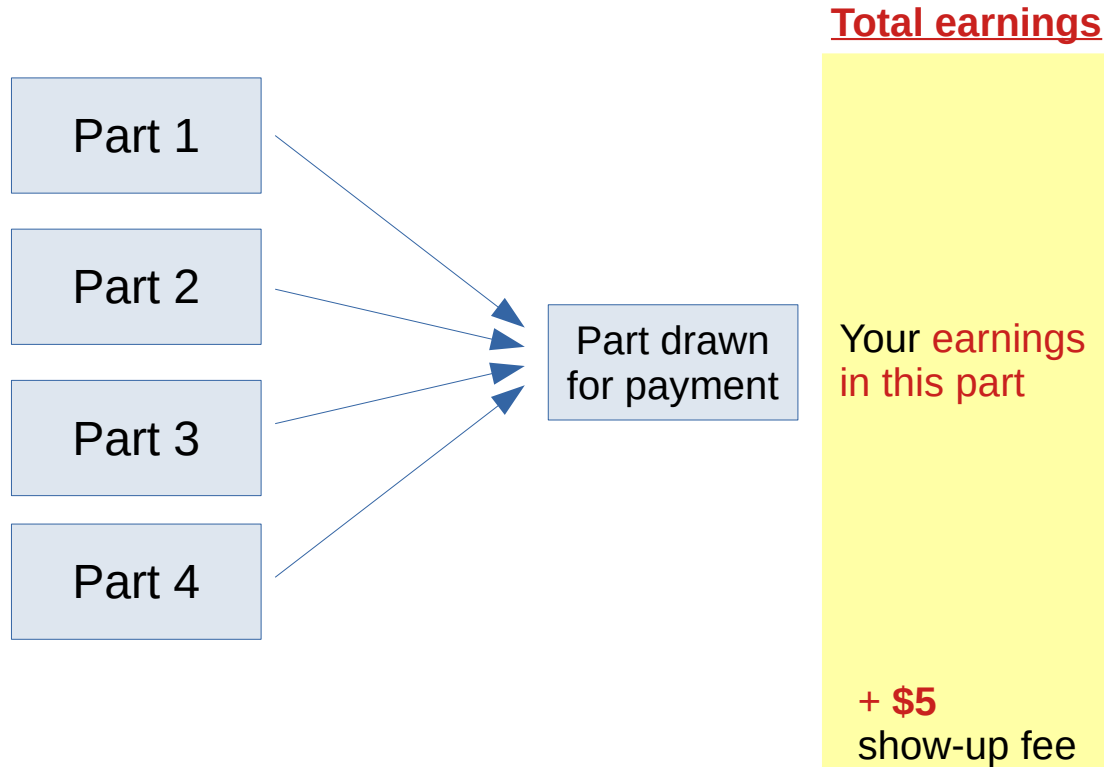 Total earnings
Part 1
Part 2
Part 3
Part 4
Part drawn
for payment
Your earnings
in this part
+ $5
show-up fee